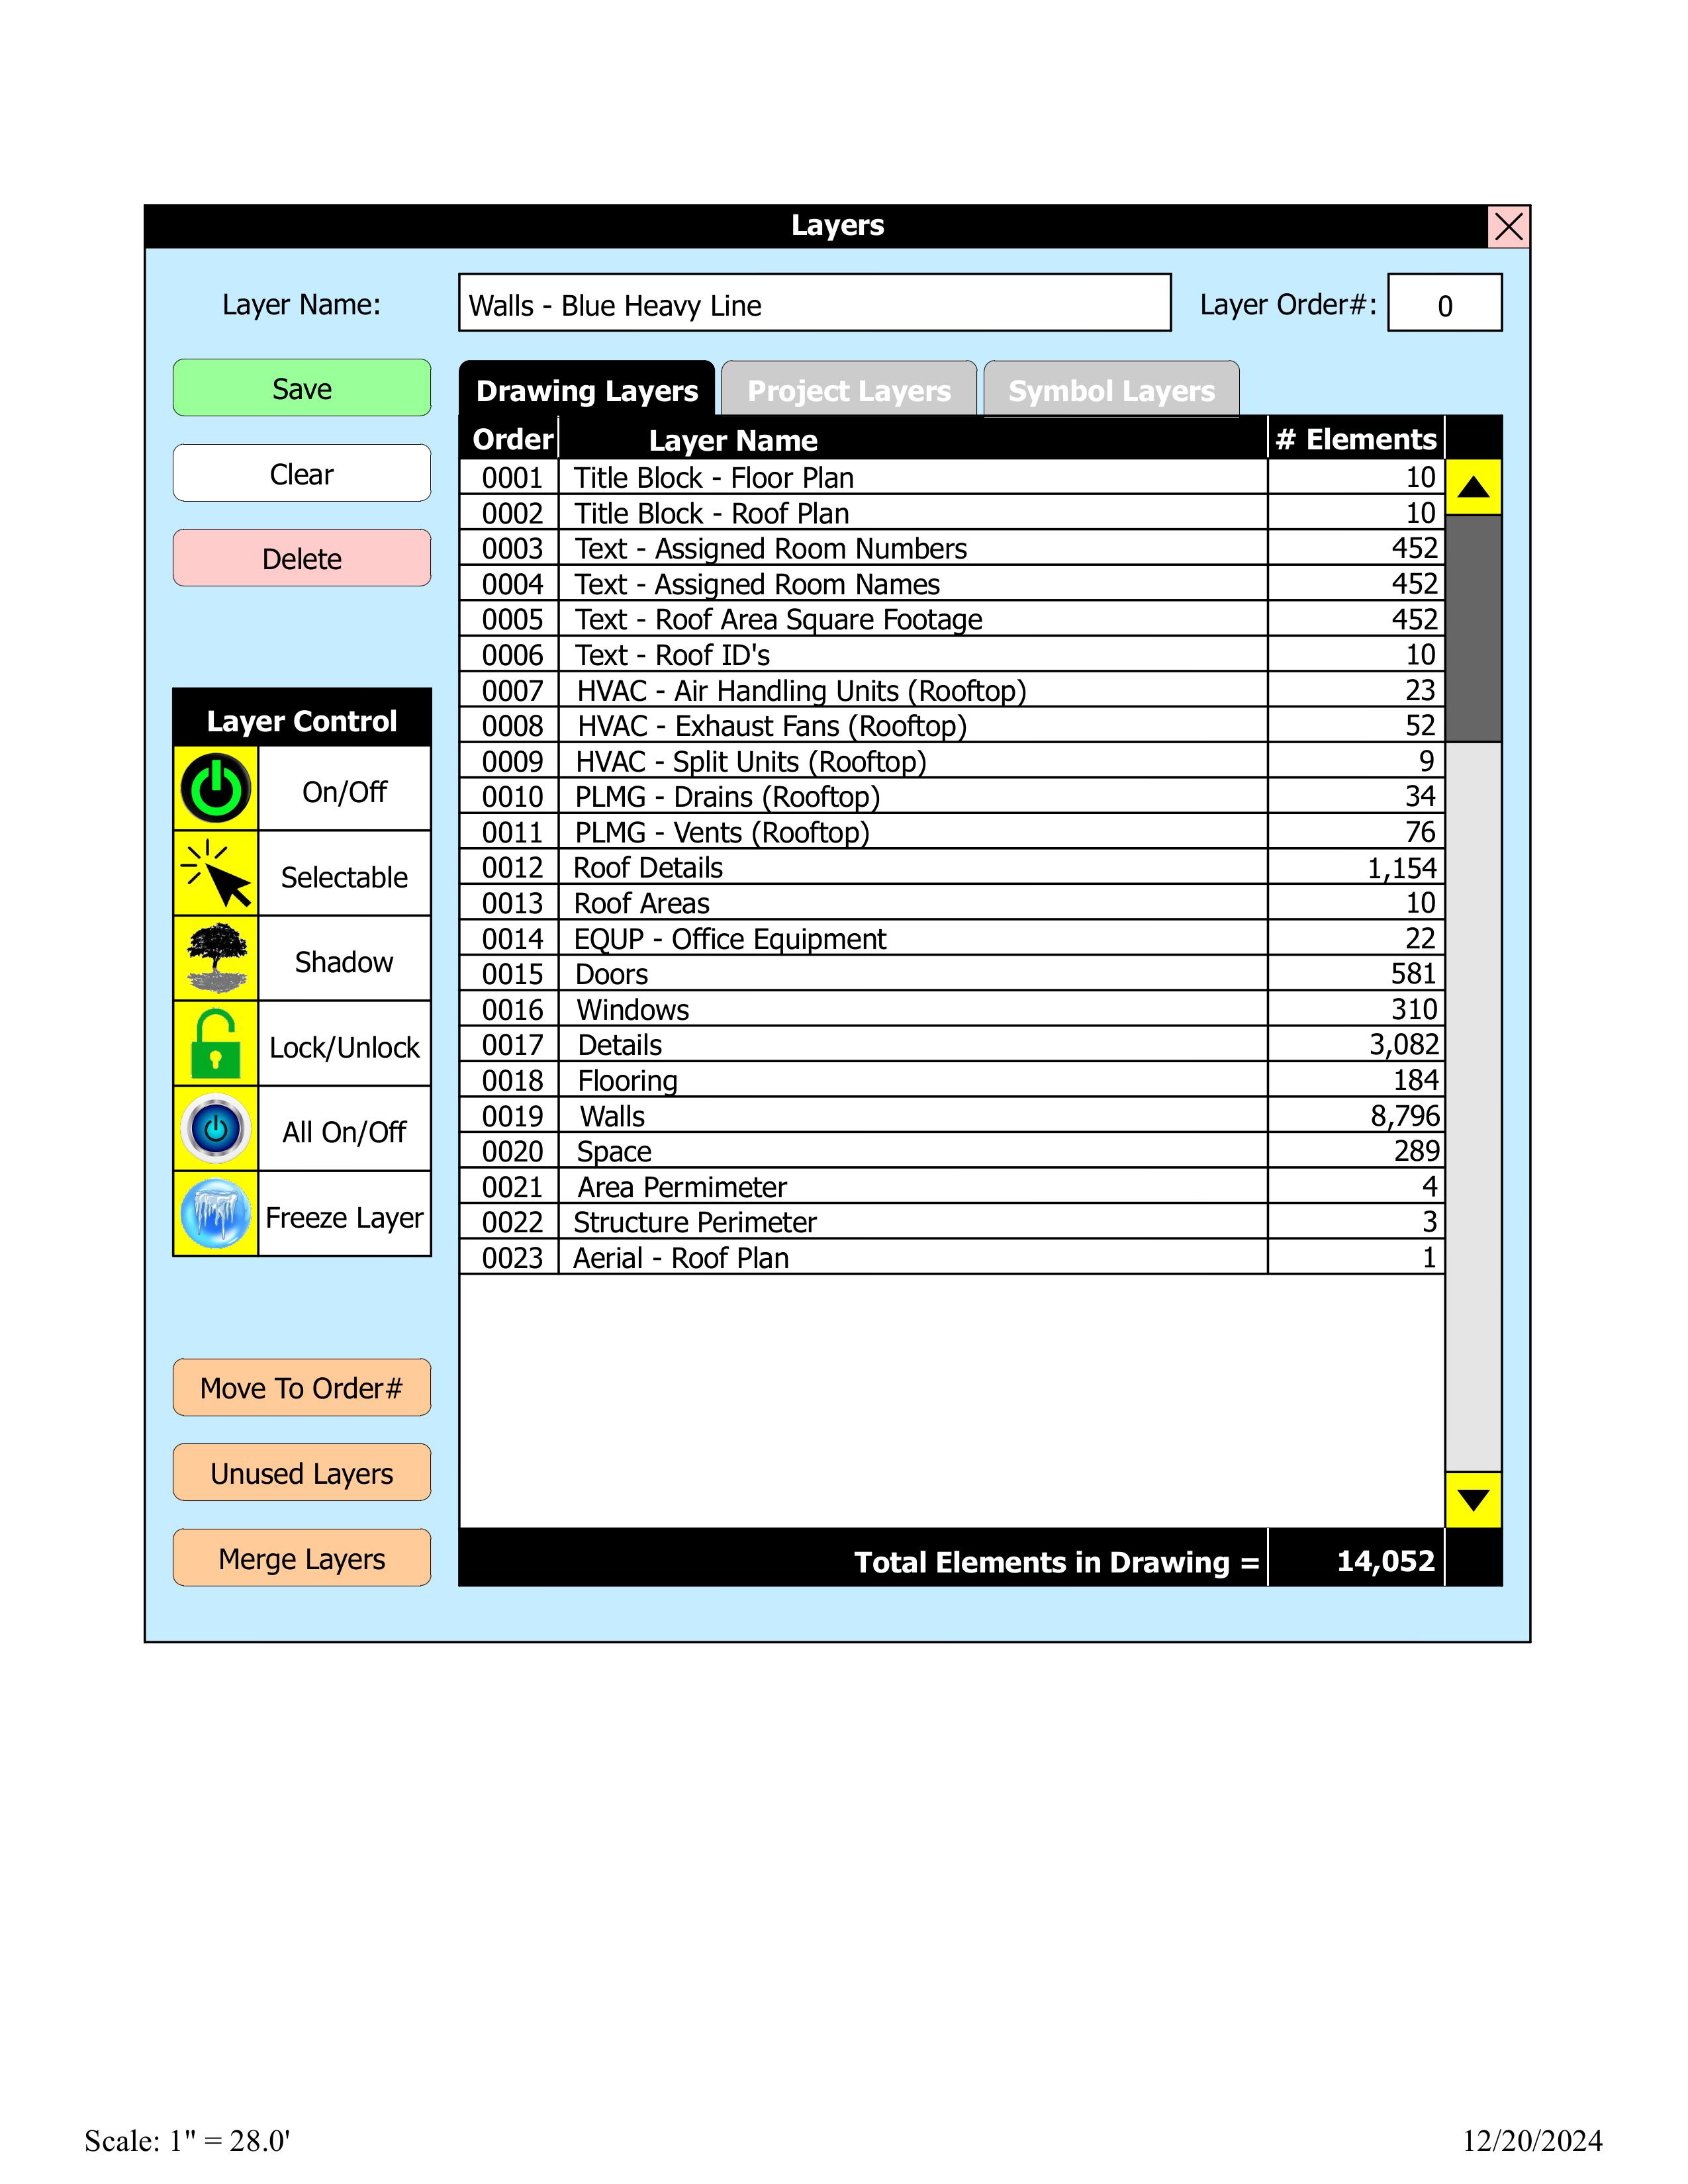 Layers
Layer Name: Walls - Blue Heavy Line Layer Order#: 0
Save
Clear
Delete
Layer Control
On/Off
Selectable
Shadow
Lock/Unlock
All On/Off
Freeze Layer
Move To Order#
Unused Layers
Merge Layers
Drawing Layers Project Layers Symbol Layers
Order Layer Name # Elements
0001 Title Block - Floor Plan 10
0002 Title Block - Roof Plan 10
0003 Text - Assigned Room Numbers 452
0004 Text - Assigned Room Names 452
0005 Text - Roof Area Square Footage 452
0006 Text - Roof ID's 10
0007 HVAC - Air Handling Units (Rooftop) 23
0008 HVAC - Exhaust Fans (Rooftop) 52
0009 HVAC - Split Units (Rooftop) 9
0010 PLMG - Drains (Rooftop) 34
0011 PLMG - Vents (Rooftop) 76
0012 Roof Details 1,154
0013 Roof Areas 10
0014 EQUP - Office Equipment 22
0015 Doors 581
0016 Windows 310
0017 Details 3,082
0018 Flooring 184
0019 Walls 8,796
0020 Space 289
0021 Area Permimeter 4
0022 Structure Perimeter 3
0023 Aerial - Roof Plan 1
Total Elements in Drawing = 14,052
Scale: 1" = 28.0' 12/20/2024